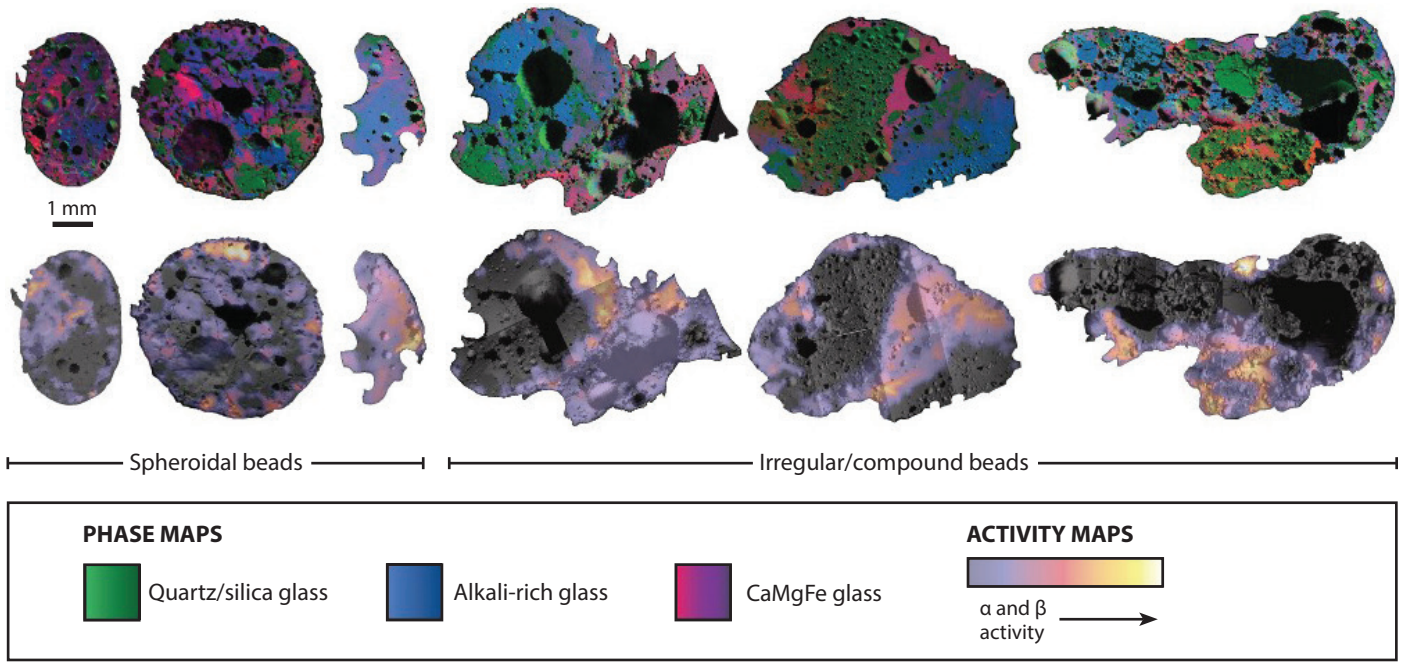 1 mm
Spheroidal beads
Irregular/compound beads
PHASE MAPS
Quartz/silica glass
Alkali-rich glass
CaMgFe glass
ACTIVITY MAPS
α and β
activity